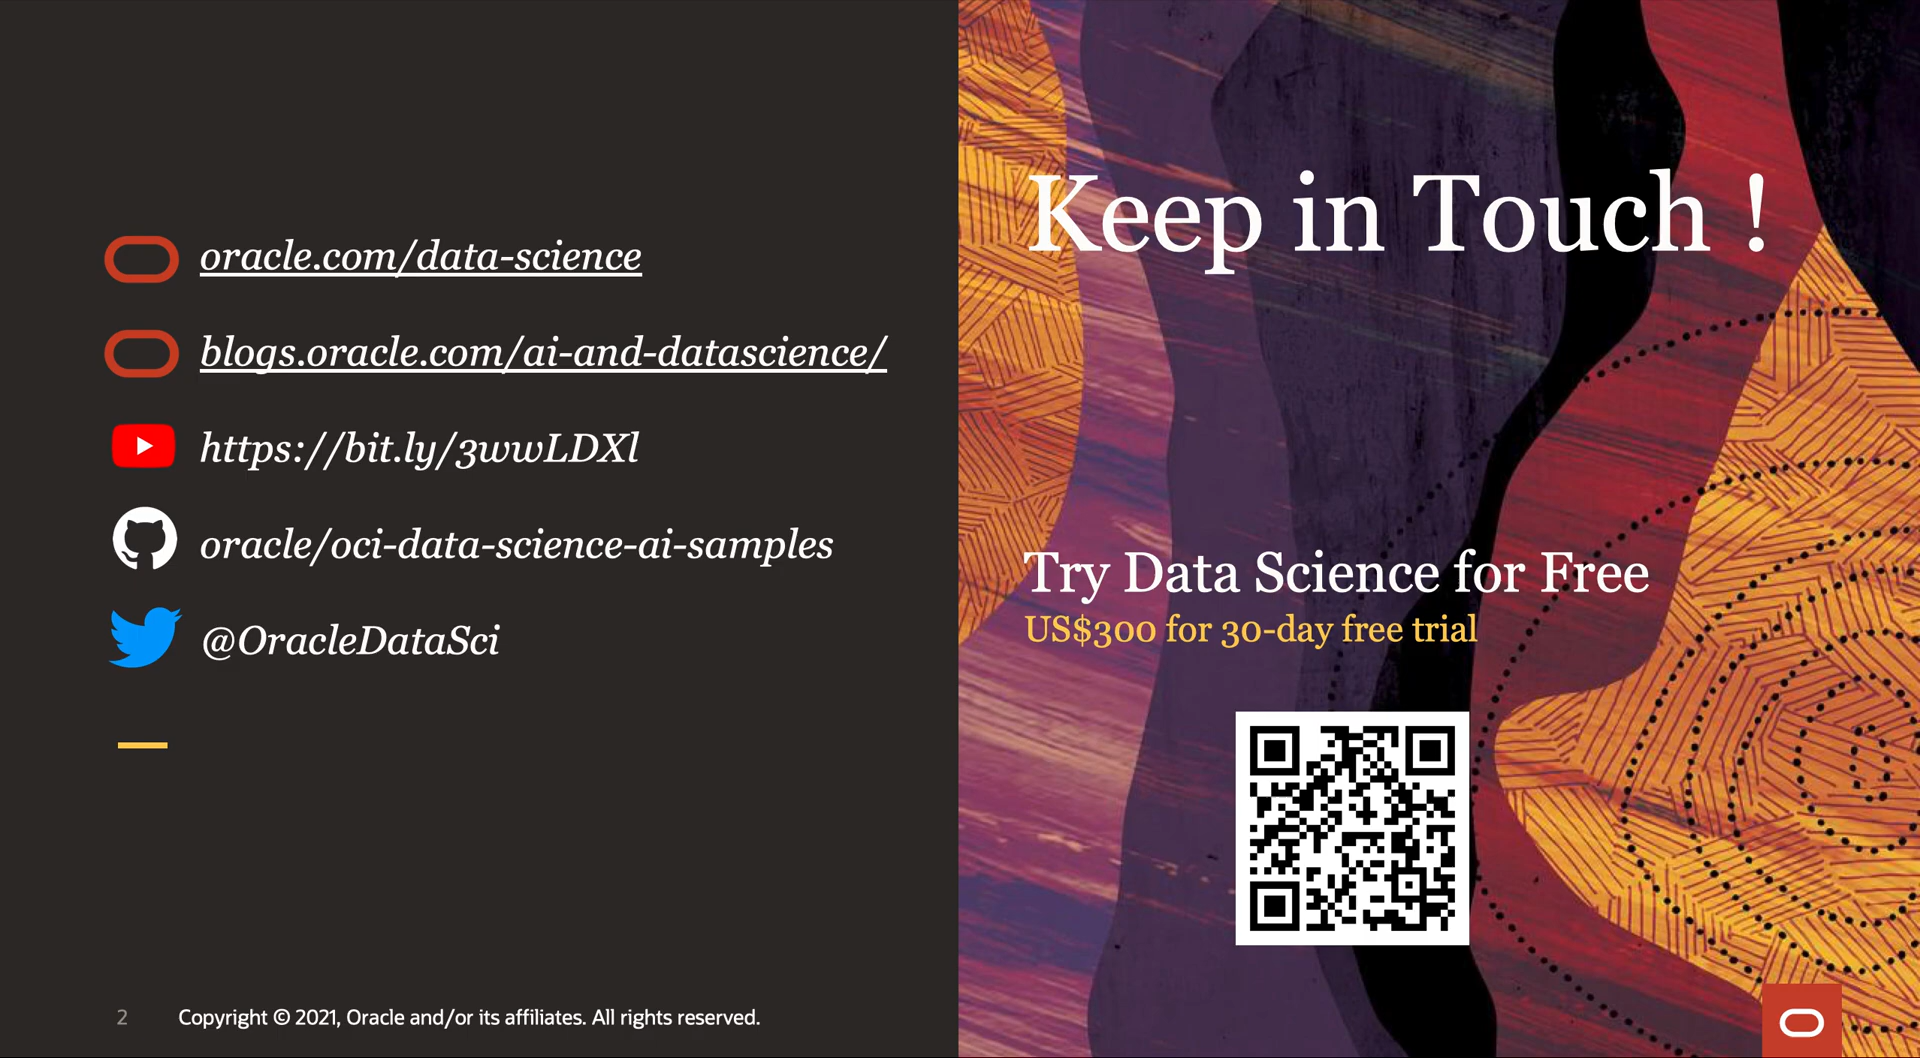 oracle.com/data-science
blogs.oracle.com/ai-and-datascience/
https://bit.ly/3wwLDXl
oracle/oci-data-science-ai-samples
@OracleDataSci
2 Copyright © 2021, Oracle and/or its affiliates. All rights reserved.
Keep in Touch !
Try Data Science for Free
US$300 for 30-day free trial